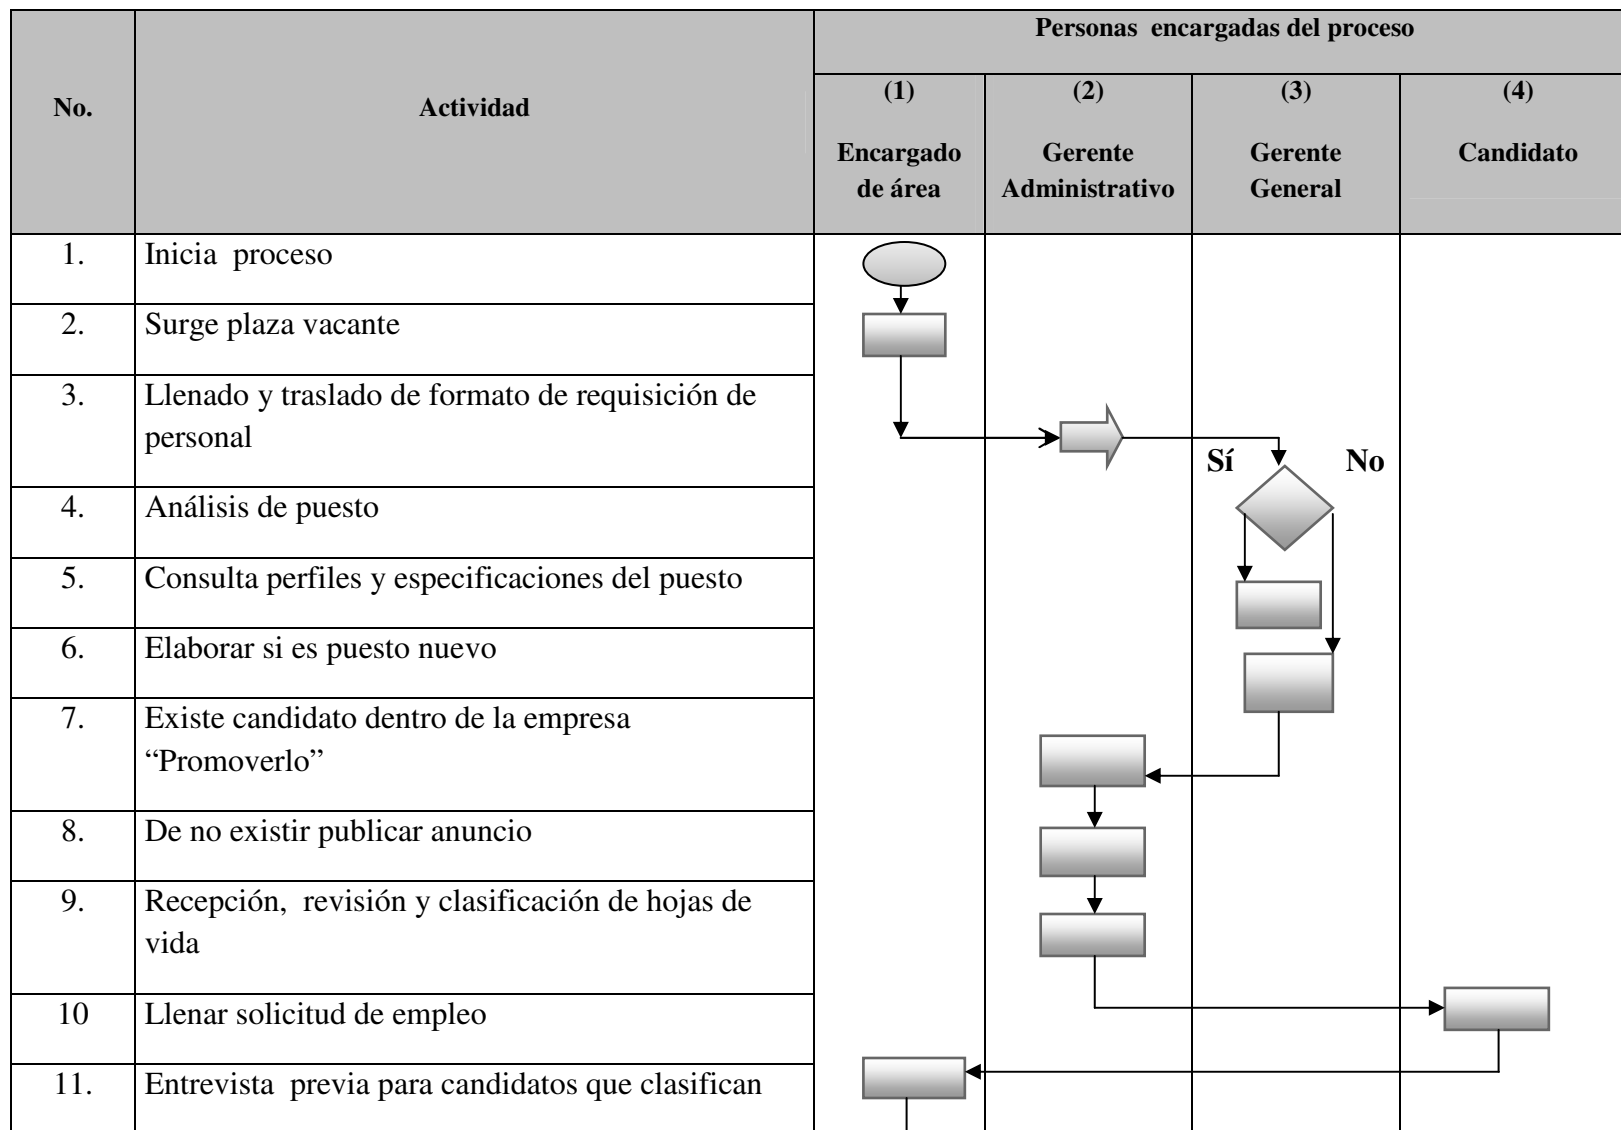 Personas encargadas del proceso
No.
Actividad
(1)
Encargado
de área
(2)
Gerente
Administrativo
(3)
Gerente
General
(4)
Candidato
1.
Inicia proceso
2.
Surge plaza vacante
3.
Llenado y traslado de formato de requisición de
personal
Sí
No
4.
Análisis de puesto
5.
Consulta perfiles y especificaciones del puesto
6.
Elaborar si es puesto nuevo
7.
Existe candidato dentro de la empresa
“Promoverlo”
8.
De no existir publicar anuncio
9.
Recepción, revisión y clasificación de hojas de
vida
10
Llenar solicitud de empleo
11.
Entrevista previa para candidatos que clasifican